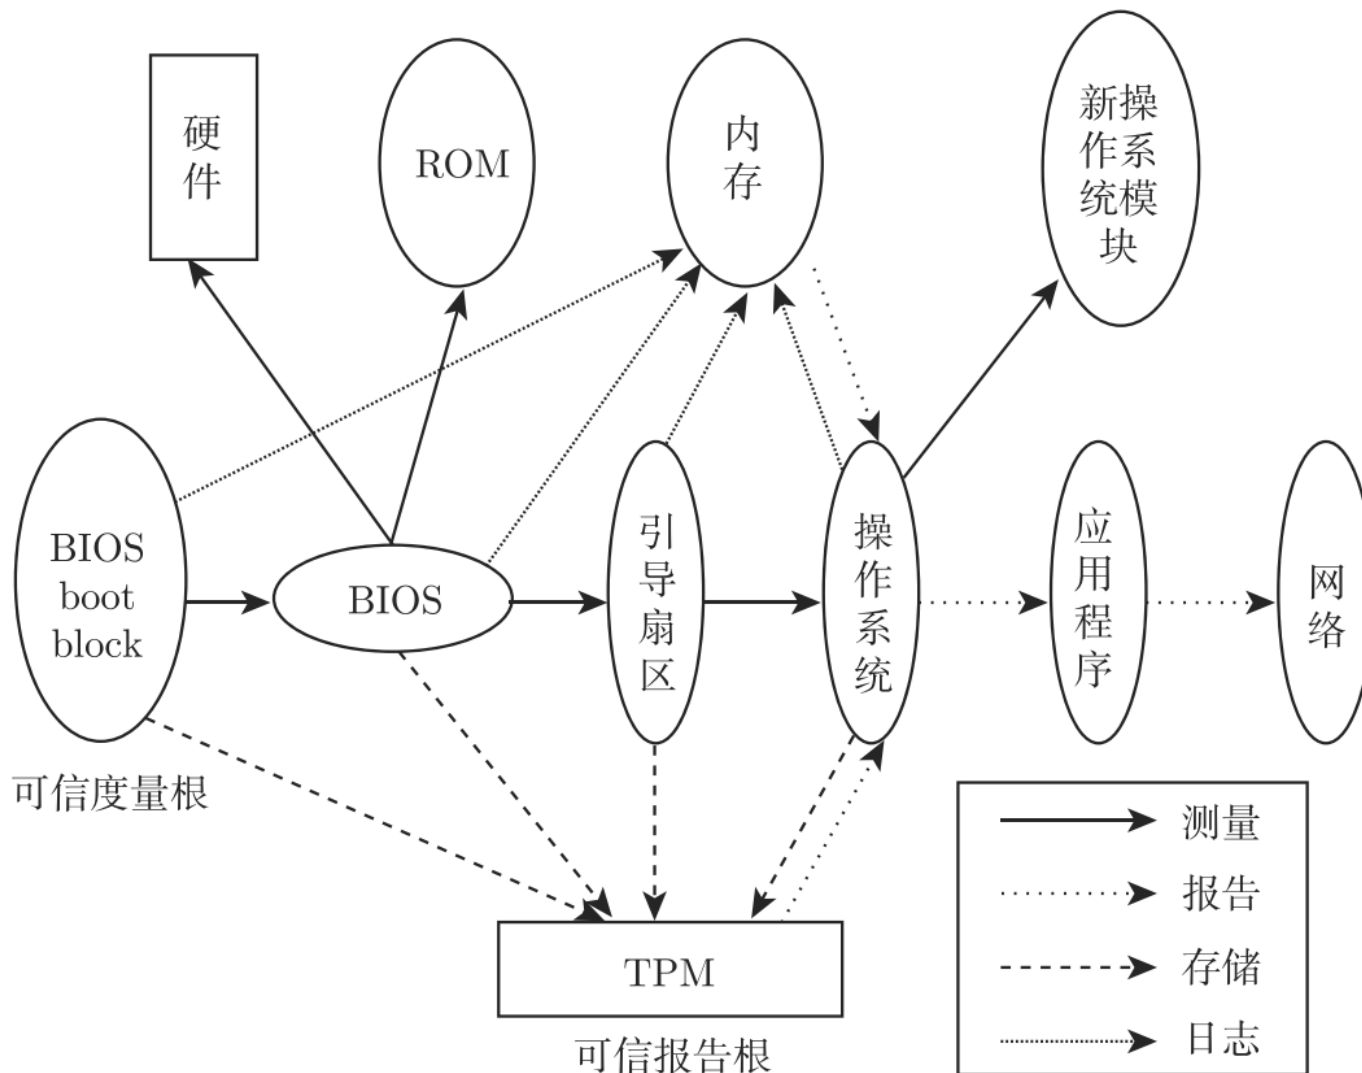 硬
件
ROM
内
存
新操
作系
统模
块
BIOS
boot
block
BIOS
引
导
扇
区
操
作
系
统
应
用
程
序
网
络
可信度量根
TPM
可信报告根
测量
报告
存储
日志